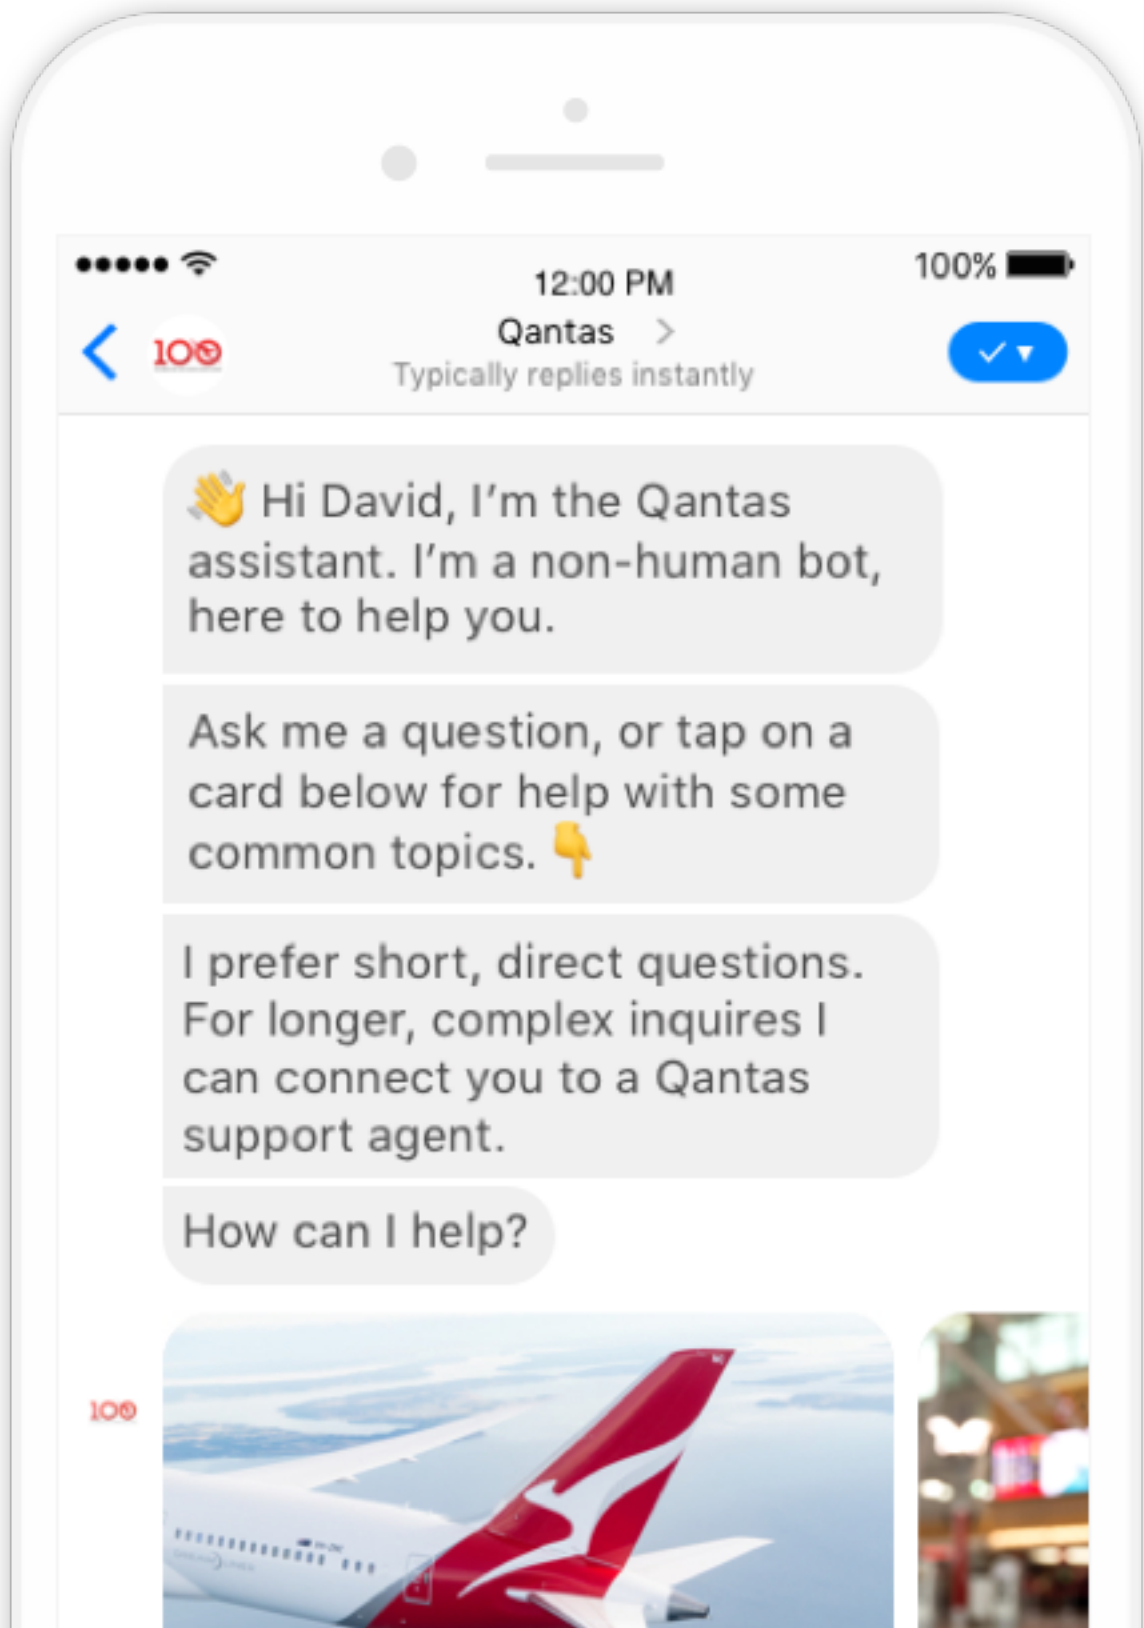 12:00 PM
100%
100
Qantas
Typically replies instantly
👋 Hi David, I’m the Qantas
assistant. I’m a non-human bot,
here to help you.
Ask me a question, or tap on a
card below for help with some
common topics. 👇
I prefer short, direct questions.
For longer, complex inquires I
can connect you to a Qantas
support agent.
How can I help?
100